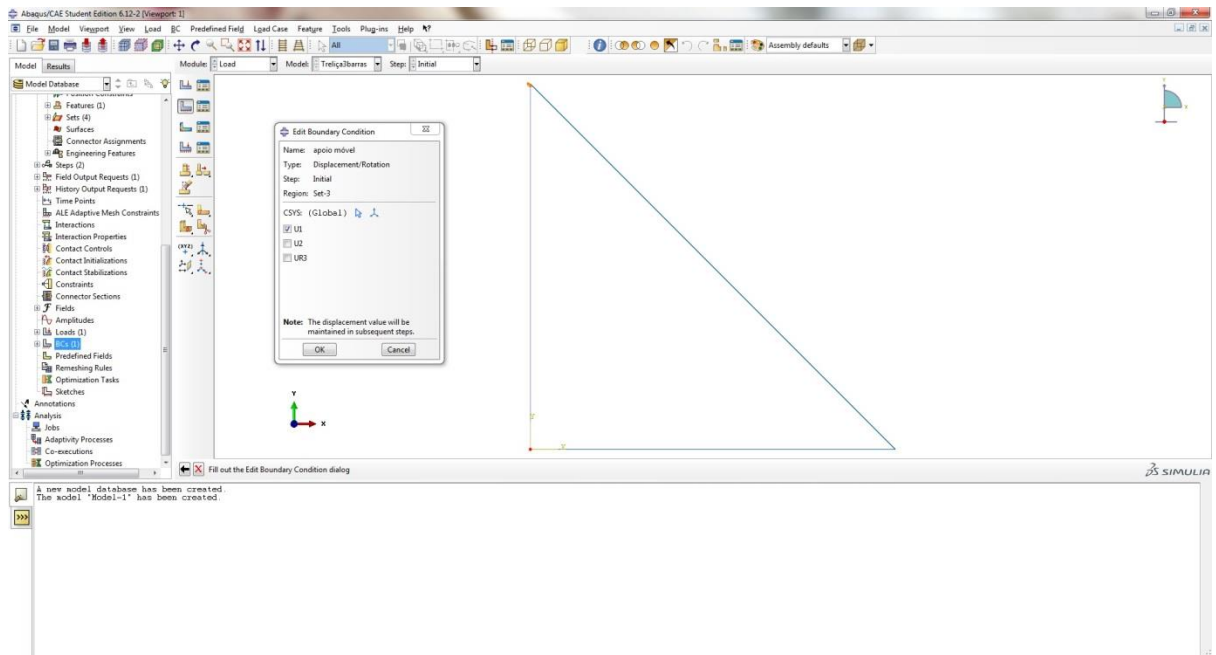 Abaqus/CAE Student Edition 6.12-2 [Viewport: 1]
File Model Viewport View Load BC Predefined Field Load Case Feature Tools Plug-ins Help
All
Assembly defaults
Model Results
Module: Load Model: Treliça3barras Step: Initial
Model Database
Position Constraints
Features (1)
Sets (4)
Surfaces
Connector Assignments
Engineering Features
Steps (2)
Field Output Requests (1)
History Output Requests (1)
Time Points
ALE Adaptive Mesh Constraints
Interactions
Interaction Properties
Contact Controls
Contact Initializations
Contact Stabilizations
Constraints
Connector Sections
Fields
Amplitudes
Loads (1)
BCs (1)
Predefined Fields
Remeshing Rules
Optimization Tasks
Sketches
Annotations
Analysis
Jobs
Adaptivity Processes
Co-executions
Optimization Processes
(XYZ)
Edit Boundary Condition
Name: apoio móvel
Type: Displacement/Rotation
Step: Initial
Region: Set-3
CSYS: (Global)
U1
U2
UR3
Note: The displacement value will be
maintained in subsequent steps.
OK Cancel
Y
X
Fill out the Edit Boundary Condition dialog
SIMULIA
A new model database has been created.
The model "Model-1" has been created.
>>>